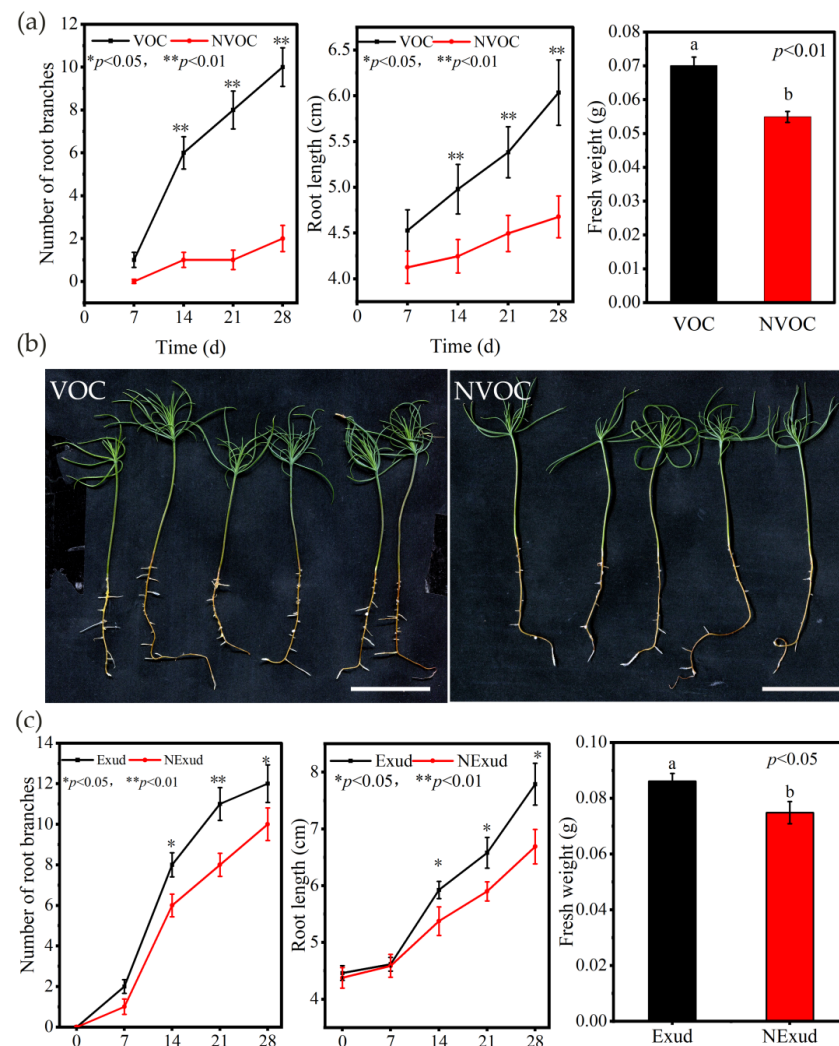 (a)
VOC NVOC
*p<0.05, **p<0.01
Number of root branches
12
10
8
6
4
2
0
**
**
**
0 7 14 21 28
Time (d)
VOC NVOC
*p<0.05, **p<0.01
Root length (cm)
6.5
6.0
5.5
5.0
4.5
4.0
**
**
**
0 7 14 21 28
Time (d)
p<0.01
Fresh weight (g)
0.08
0.07
0.06
0.05
0.04
0.03
0.02
0.01
0.00
a
b
VOC NVOC
(b)
VOC
NVOC
(c)
Exud NExud
*p<0.05, **p<0.01
Number of root branches
14
12
10
8
6
4
2
0
*
**
*
0 7 14 21 28
Exud NExud
*p<0.05, **p<0.01
Root length (cm)
8
6
4
*
*
*
0 7 14 21 28
p<0.05
Fresh weight (g)
0.10
0.08
0.06
0.04
0.02
0.00
a
b
Exud NExud